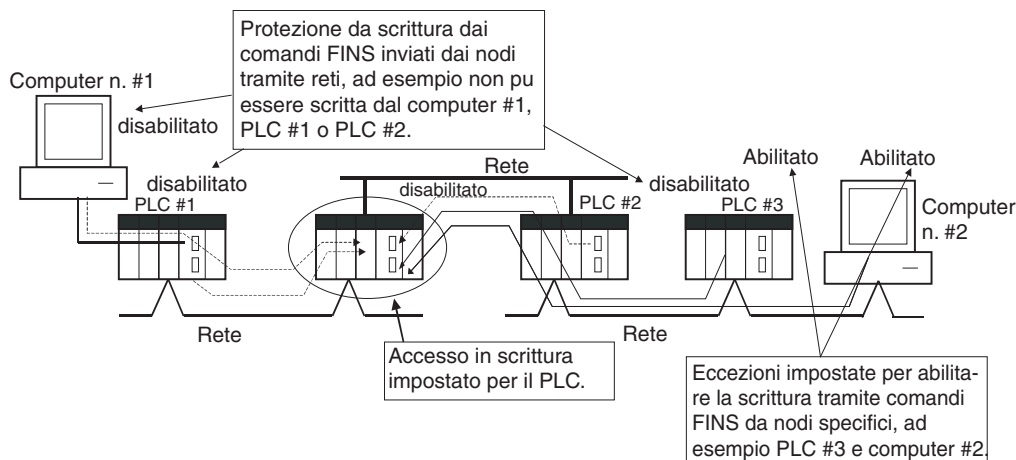 Protezione da scrittura dai
comandi FINS inviati dai nodi
tramite reti, ad esempio non pu
essere scritta dal computer #1,
PLC #1 o PLC #2.
Computer n. #1
disabilitato
disabilitato
PLC #1
Rete
disabilitato
disabilitato
PLC #2
Abilitato
Abilitato
PLC #3
Computer
n. #2
Rete
Rete
Accesso in scrittura
impostato per il PLC.
Eccezioni impostate per abilita-
re la scrittura tramite comandi
FINS da nodi specifici, ad
esempio PLC #3 e computer #2.